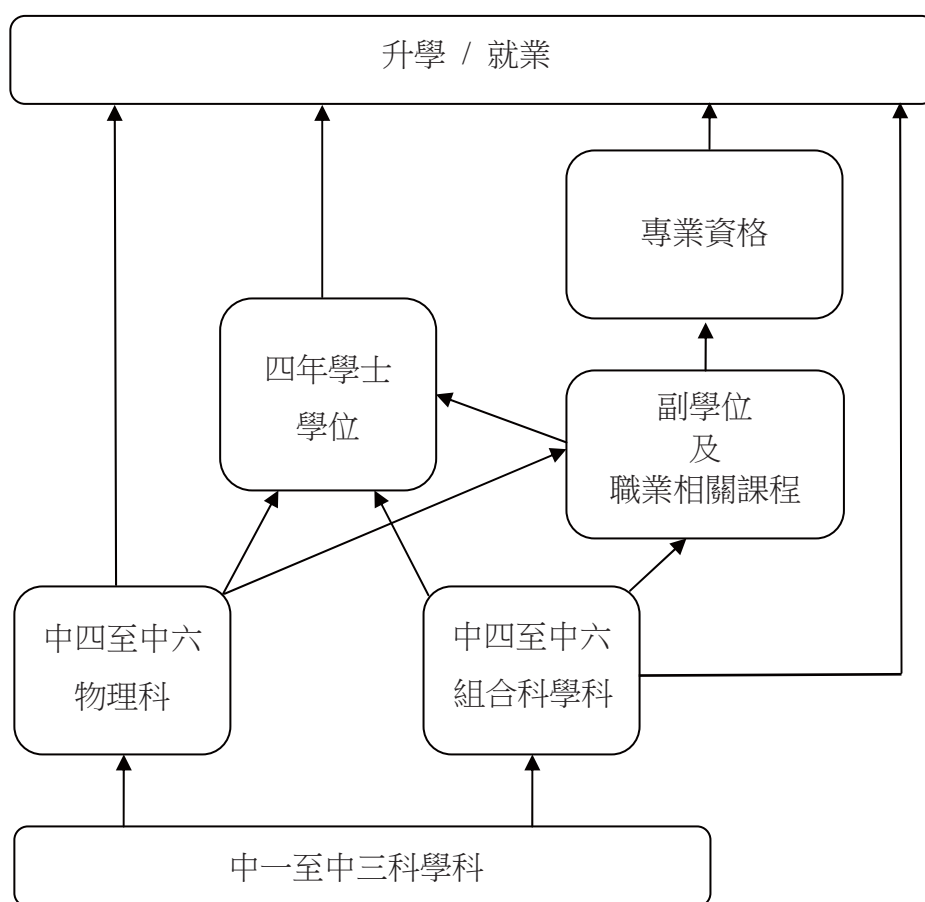 升學 / 就業
專業資格
四年學士
學位
副學位
及
職業相關課程
中四至中六
物理科
中四至中六
組合科學科
中一至中三科學科